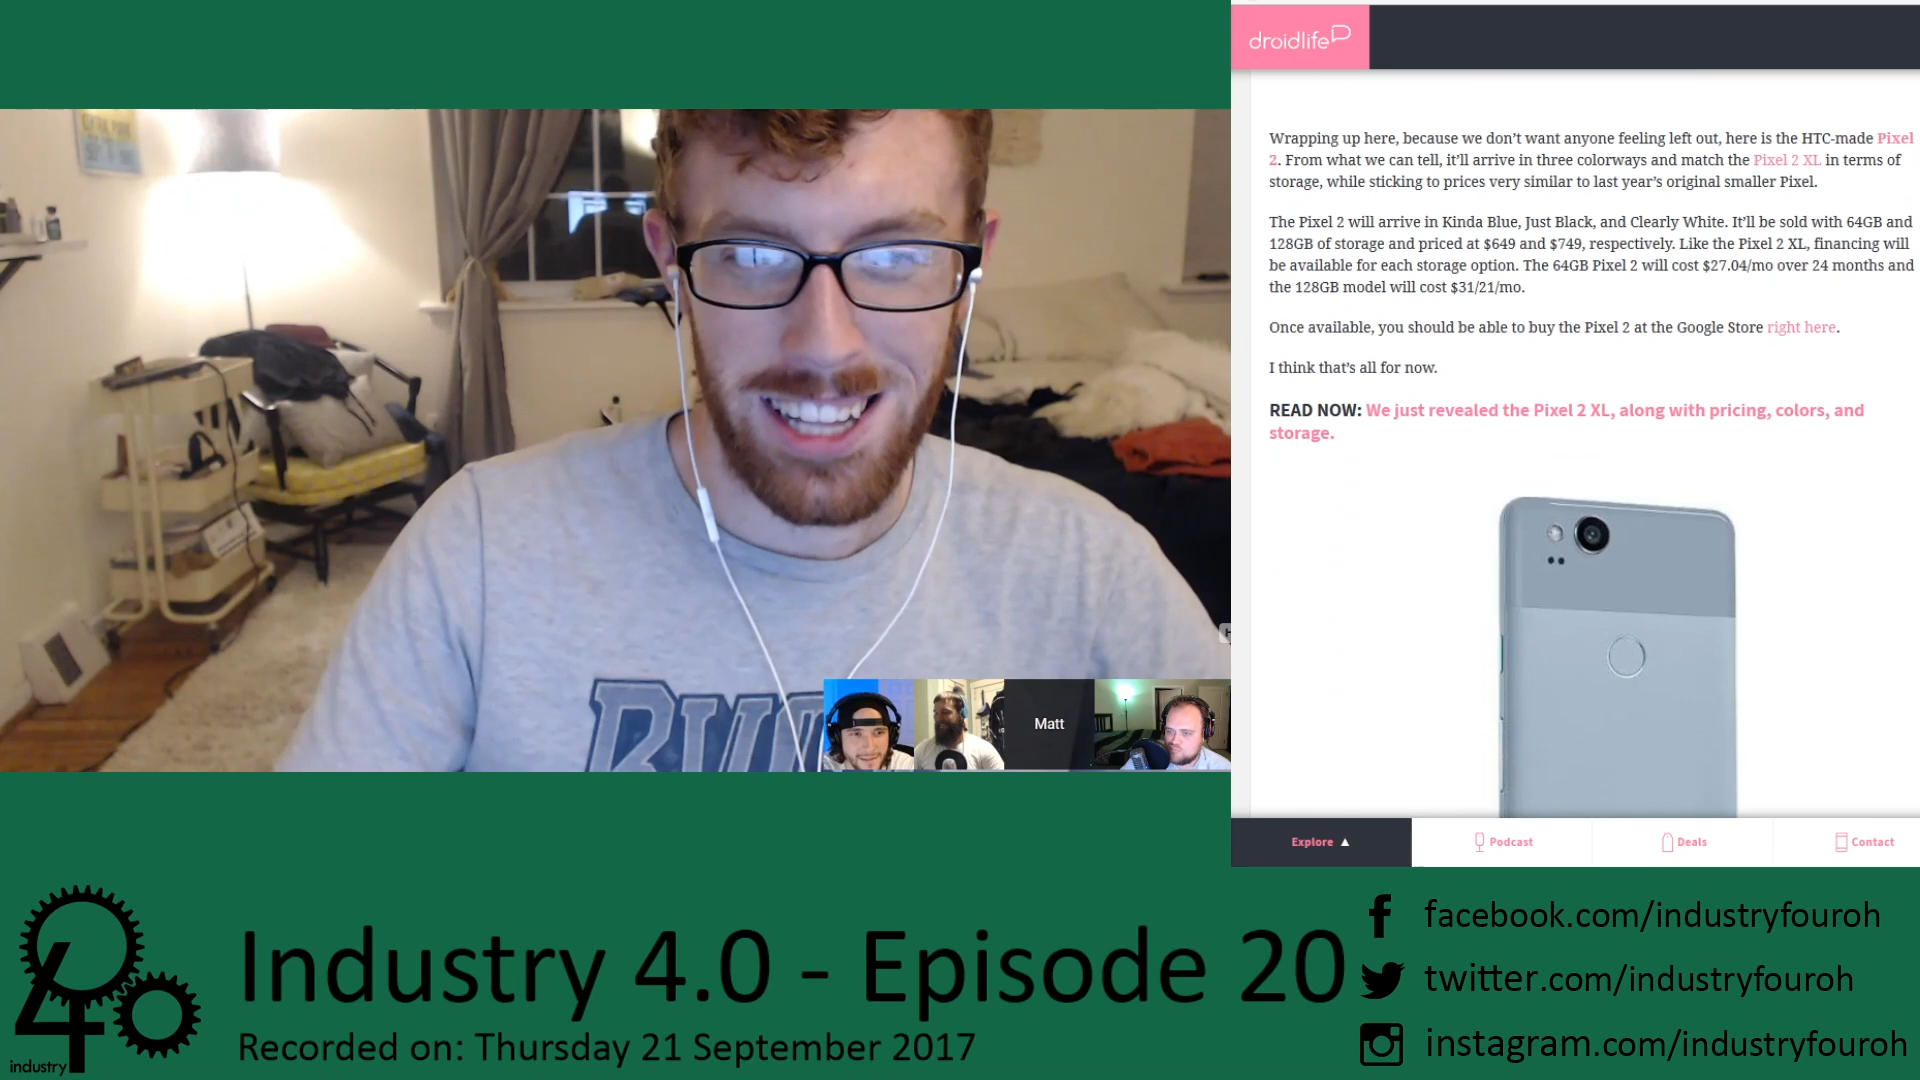 droidlife
Wrapping up here, because we don’t want anyone feeling left out, here is the HTC-made Pixel
2. From what we can tell, it’ll arrive in three colorways and match the Pixel 2 XL in terms of
storage, while sticking to prices very similar to last year’s original smaller Pixel.
The Pixel 2 will arrive in Kinda Blue, Just Black, and Clearly White. It’ll be sold with 64GB and
128GB of storage and priced at $649 and $749, respectively. Like the Pixel 2 XL, financing will
be available for each storage option. The 64GB Pixel 2 will cost $27.04/mo over 24 months and
the 128GB model will cost $31/21/mo.
Once available, you should be able to buy the Pixel 2 at the Google Store right here.
I think that’s all for now.
READ NOW: We just revealed the Pixel 2 XL, along with pricing, colors, and
storage.
Explore ▲
Podcast
Deals
Contact
Matt
40
industry
Industry 4.0 - Episode 20
Recorded on: Thursday 21 September 2017
facebook.com/industryfouroh
twitter.com/industryfouroh
instagram.com/industryfouroh